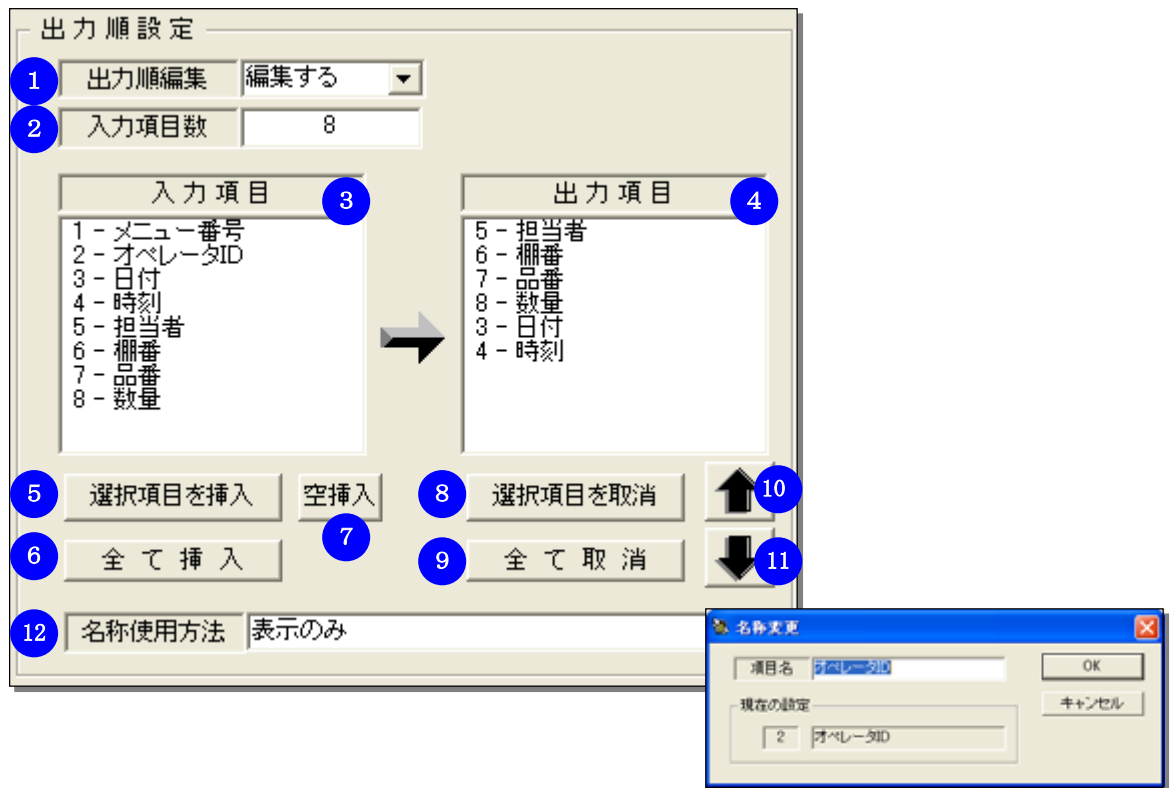 出力順設定
1 出力順編集 編集する
2 入力項目数 8
入力項目 3
1 - メニュー番号
2 - オペレータID
3 - 日付
4 - 時刻
5 - 担当者
6 - 棚番
7 - 品番
8 - 数量
出力項目 4
5 - 担当者
6 - 棚番
7 - 品番
8 - 数量
3 - 日付
4 - 時刻
5 選択項目を挿入 空挿入 7
6 全て挿入
8 選択項目を取消 10
9 全て取消 11
12 名称使用方法 表示のみ
名称変更
項目名 オペレータID OK
現在の設定 キャンセル
2 オペレータID